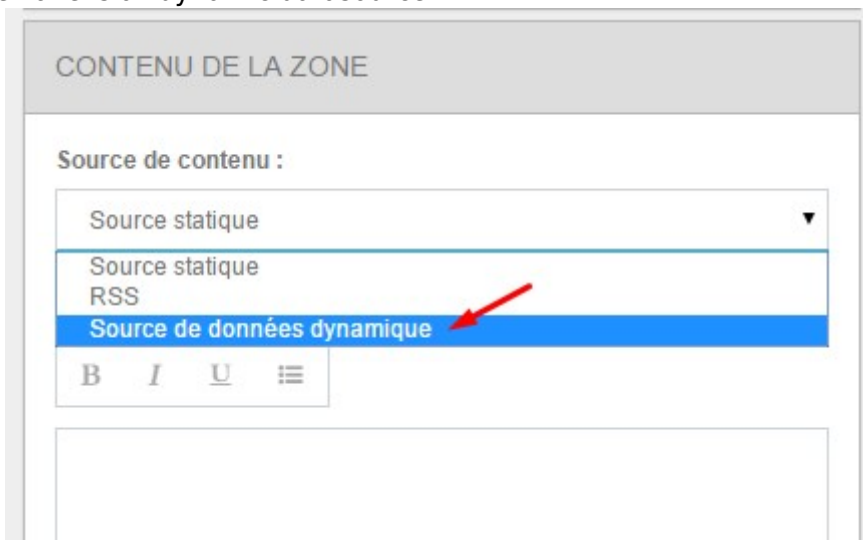 CONTENU DE LA ZONE
Source de contenu :
Source statique
Source statique
RSS
Source de données dynamique
B I U